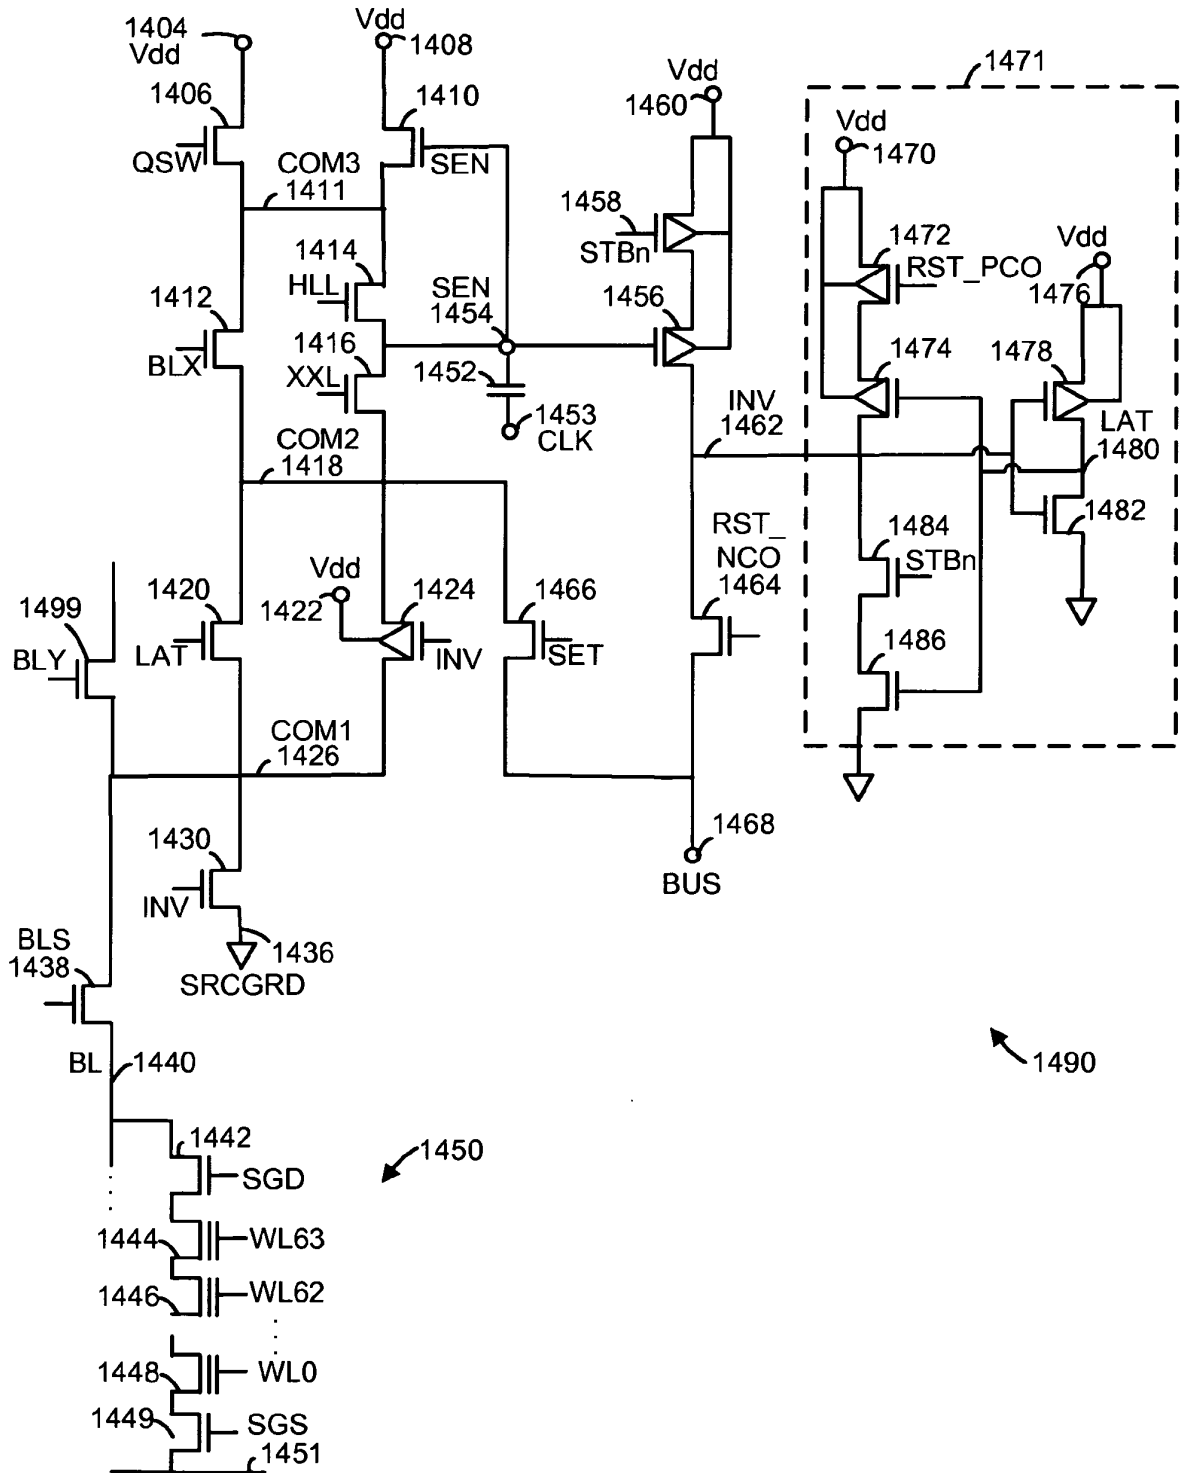 1404
Vdd
Vdd
1408
Vdd
1460
1471
1406
QSW
1410
SEN
COM3
1411
Vdd
1470
1458
STBn
1472
RST_PCO
Vdd
1476
1414
HLL
SEN
1454
1456
1412
BLX
1416
XXL
1452
1453
CLK
1474
1478
INV
1462
LAT
1480
COM2
1418
1482
RST_
NCO
1464
1484
STBn
Vdd
1422
1420
LAT
1424
INV
1466
SET
1499
BLY
1486
COM1
1426
1468
BUS
1430
INV
1436
SRCGRD
BLS
1438
BL
1440
1490
1442
SGD
1450
1444
WL63
1446
WL62
1448
WL0
1449
SGS
1451